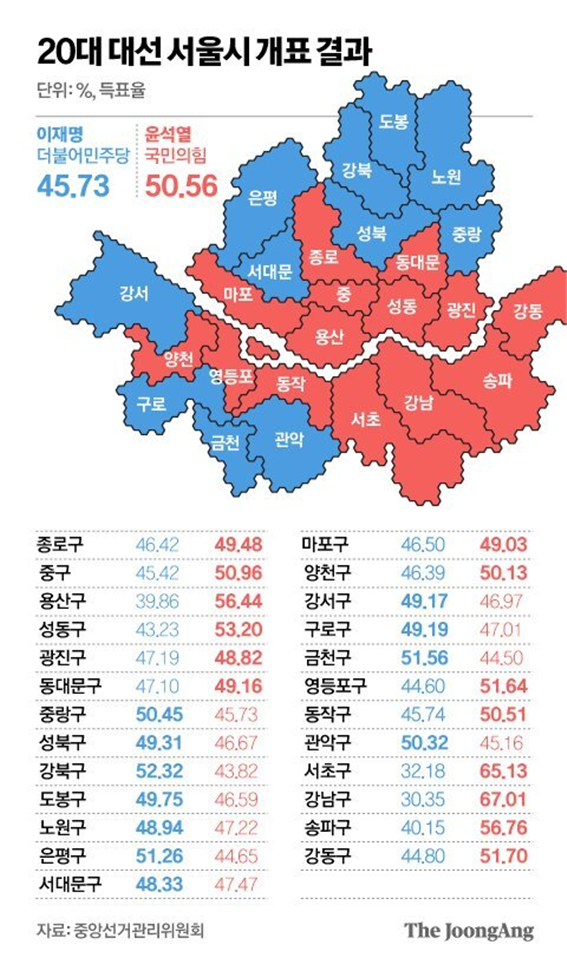 20대 대선 서울시 개표 결과
단위: %, 득표율
이재명
더불어민주당
45.73
윤석열
국민의힘
50.56
도봉
강북
노원
은평
성북
중랑
서대문
종로
동대문
강서
마포
중
성동
광진
강동
용산
양천
영등포
동작
송파
구로
서초
강남
금천
관악
종로구 46.42 49.48
중구 45.42 50.96
용산구 39.86 56.44
성동구 43.23 53.20
광진구 47.19 48.82
동대문구 47.10 49.16
중랑구 50.45 45.73
성북구 49.31 46.67
강북구 52.32 43.82
도봉구 49.75 46.59
노원구 48.94 47.22
은평구 51.26 44.65
서대문구 48.33 47.47
마포구 46.50 49.03
양천구 46.39 50.13
강서구 49.17 46.97
구로구 49.19 47.01
금천구 51.56 44.50
영등포구 44.60 51.64
동작구 45.74 50.51
관악구 50.32 45.16
서초구 32.18 65.13
강남구 30.35 67.01
송파구 40.15 56.76
강동구 44.80 51.70
자료: 중앙선거관리위원회
The JoongAng